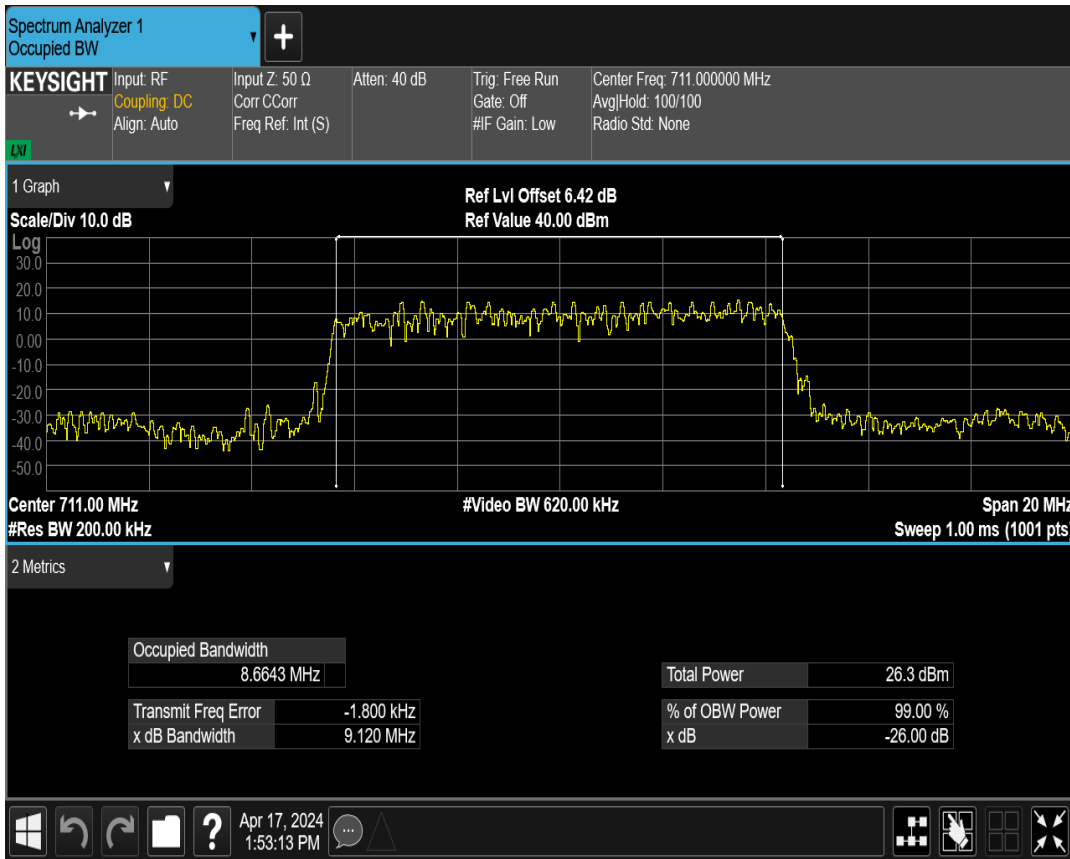 Spectrum Analyzer 1
Occupied BW
+
KEYSIGHT
LXI
Input: RF
Coupling: DC
Align: Auto
Input Z: 50 Ω
Corr CCorr
Freq Ref: Int (S)
Atten: 40 dB
Trig: Free Run
Gate: Off
#IF Gain: Low
Center Freq: 711.000000 MHz
Avg|Hold: 100/100
Radio Std: None
1 Graph
Scale/Div 10.0 dB
Ref Lvl Offset 6.42 dB
Ref Value 40.00 dBm
Log
30.0
20.0
10.0
0.00
-10.0
-20.0
-30.0
-40.0
-50.0
Center 711.00 MHz
#Video BW 620.00 kHz
Span 20 MHz
#Res BW 200.00 kHz
Sweep 1.00 ms (1001 pts)
2 Metrics
Occupied Bandwidth
8.6643 MHz
Total Power 26.3 dBm
Transmit Freq Error -1.800 kHz
% of OBW Power 99.00 %
x dB Bandwidth 9.120 MHz
x dB -26.00 dB
?
Apr 17, 2024
1:53:13 PM